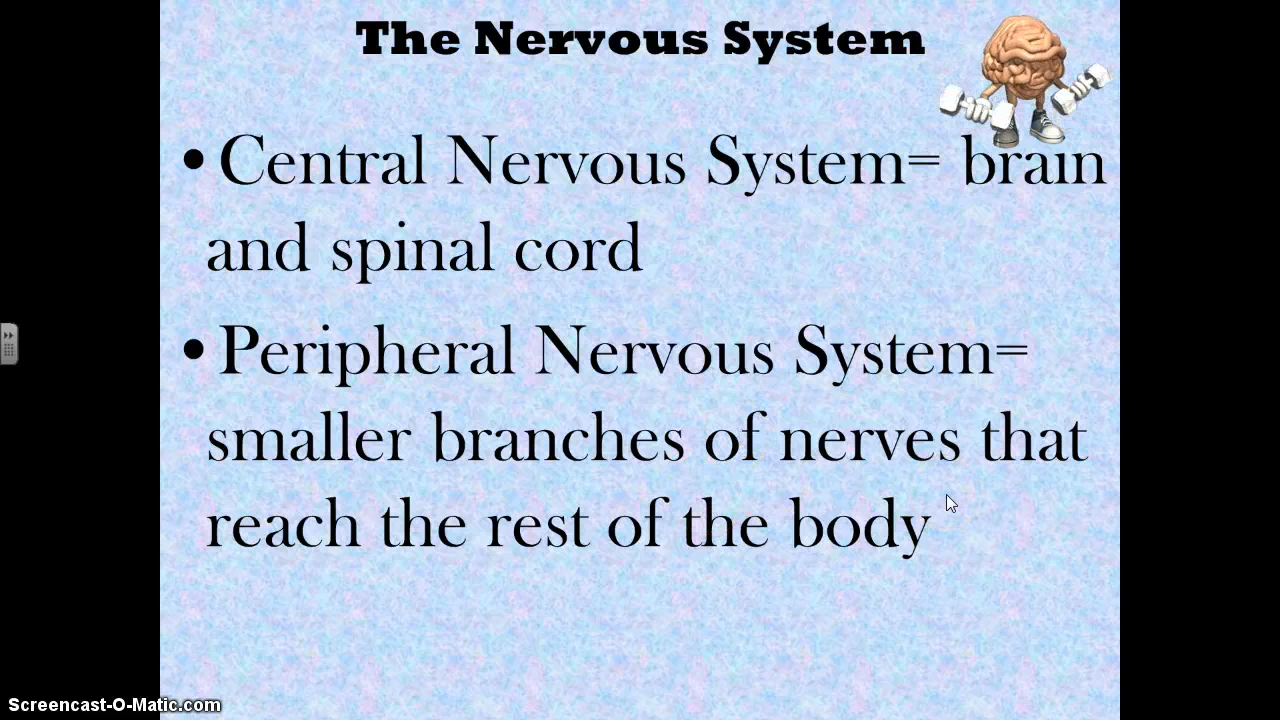 The Nervous System
• Central Nervous System= brain
and spinal cord
• Peripheral Nervous System=
smaller branches of nerves that
reach the rest of the body
Screencast-O-Matic.com